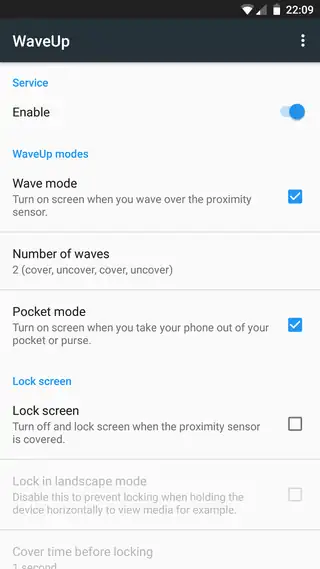 22:09
WaveUp
Service
Enable
WaveUp modes
Wave mode
Turn on screen when you wave over the proximity
sensor.
Number of waves
2 (cover, uncover, cover, uncover)
Pocket mode
Turn on screen when you take your phone out of your
pocket or purse.
Lock screen
Lock screen
Turn off and lock screen when the proximity sensor
is covered.
Lock in landscape mode
Disable this to prevent locking when holding the
device horizontally to view media for example.
Cover time before locking
1 second